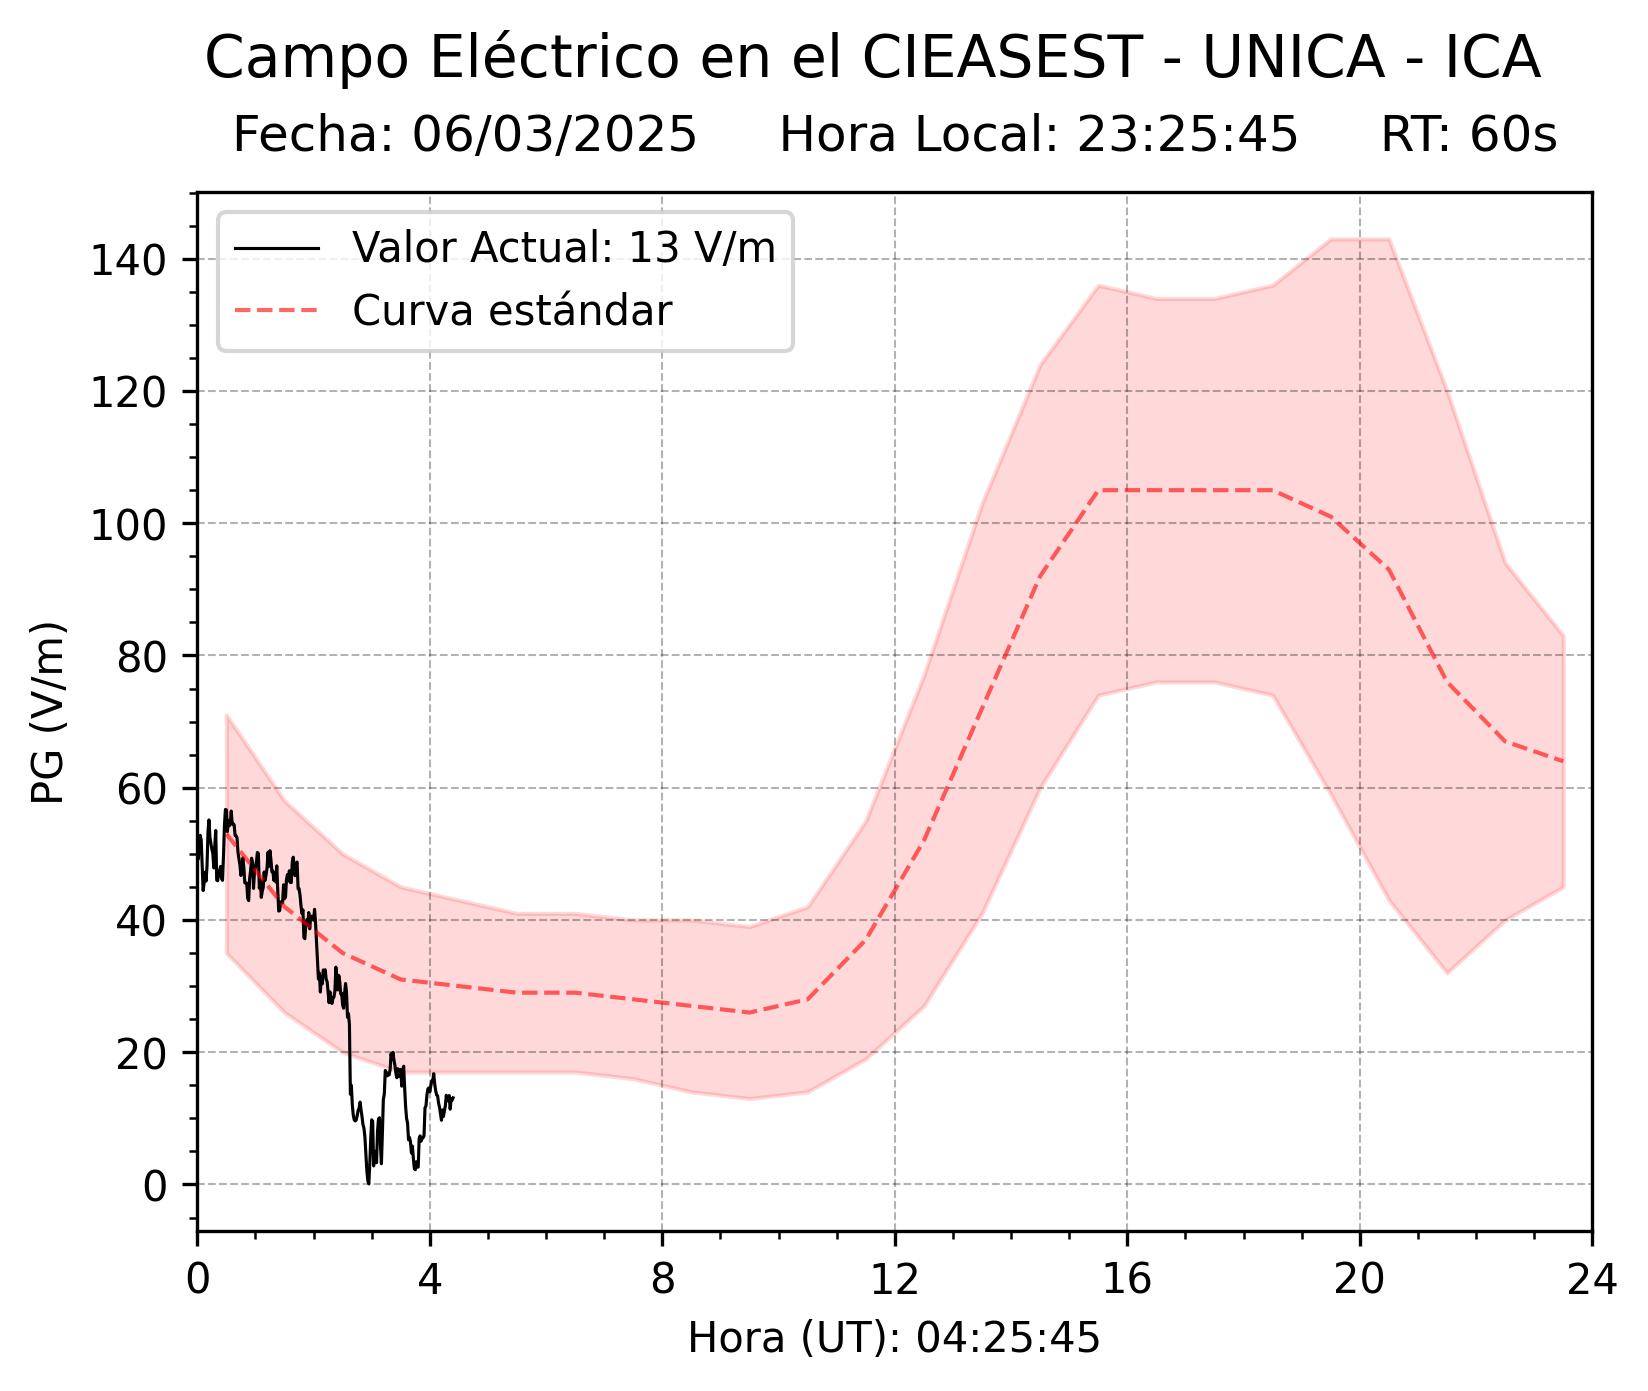 Campo Eléctrico en el CIEASEST - UNICA - ICA
Fecha: 06/03/2025 Hora Local: 23:25:45 RT: 60s
Valor Actual: 13 V/m
Curva estándar
PG (V/m)
140
120
100
80
60
40
20
0
0 4 8 12 16 20 24
Hora (UT): 04:25:45